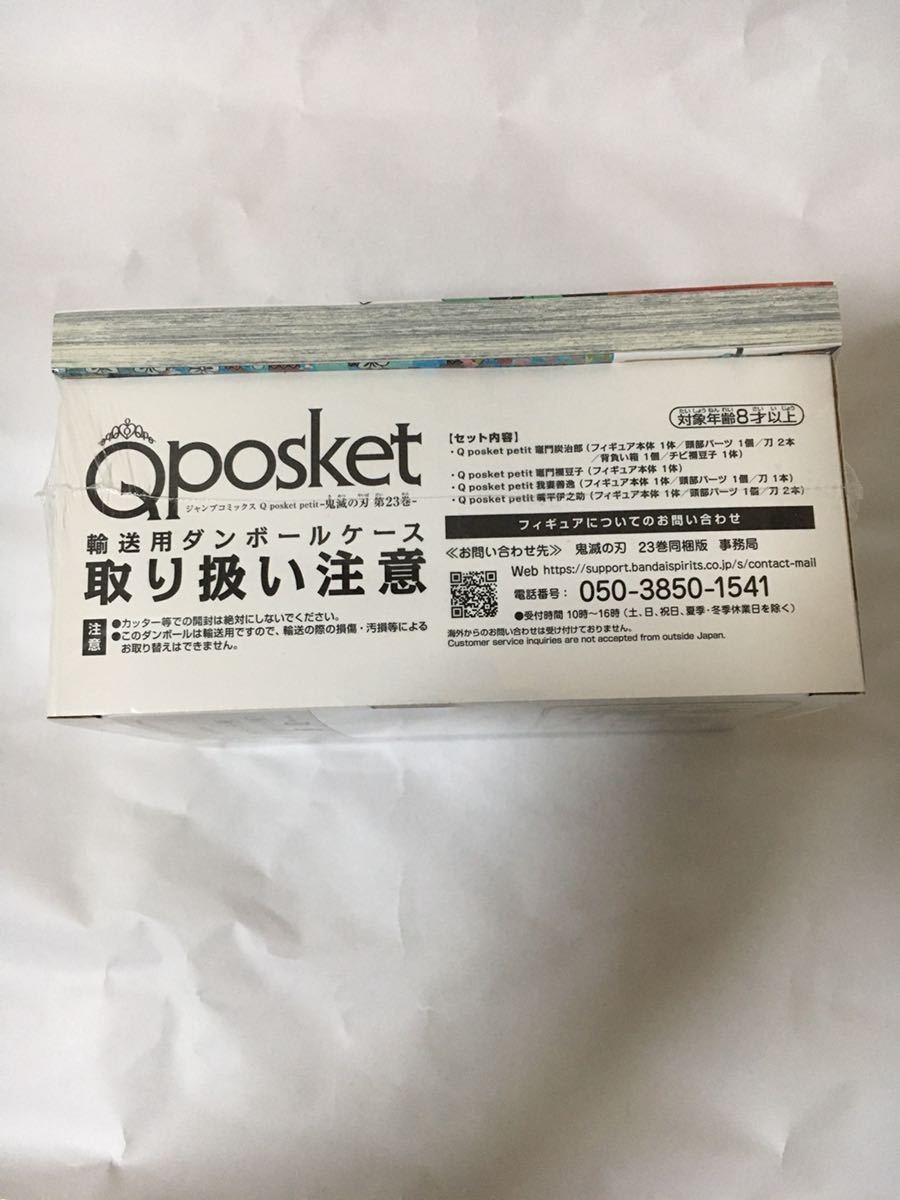 Qposket
ジャンプコミックス Q posket petit-鬼滅の刃 第23巻-
輸送用ダンボールケース
取り扱い注意
注意
●カッター等での開封は絶対にしないでください。
●このダンボールは輸送用ですので、輸送の際の損傷・汚損等による
お取り替えはできません。
対象年齢8才以上
たいしょうねんれい さい いじょう
【セット内容】
・Q posket petit 竈門炭治郎（フィギュア本体 1体／頭部パーツ 1個／刀 2本
／背負い箱 1個／チビ禰豆子 1体）
・Q posket petit 竈門禰豆子（フィギュア本体 1体）
・Q posket petit 我妻善逸（フィギュア本体 1体／頭部パーツ 1個／刀 1本）
・Q posket petit 嘴平伊之助（フィギュア本体 1体／頭部パーツ 1個／刀 2本）
フィギュアについてのお問い合わせ
≪お問い合わせ先≫ 鬼滅の刃 23巻同梱版 事務局
Web https://support.bandaispirits.co.jp/s/contact-mail
電話番号： 050-3850-1541
●受付時間 10時～16時（土、日、祝日、夏季・冬季休業日を除く）
海外からのお問い合わせは受け付けておりません。
Customer service inquiries are not accepted from outside Japan.